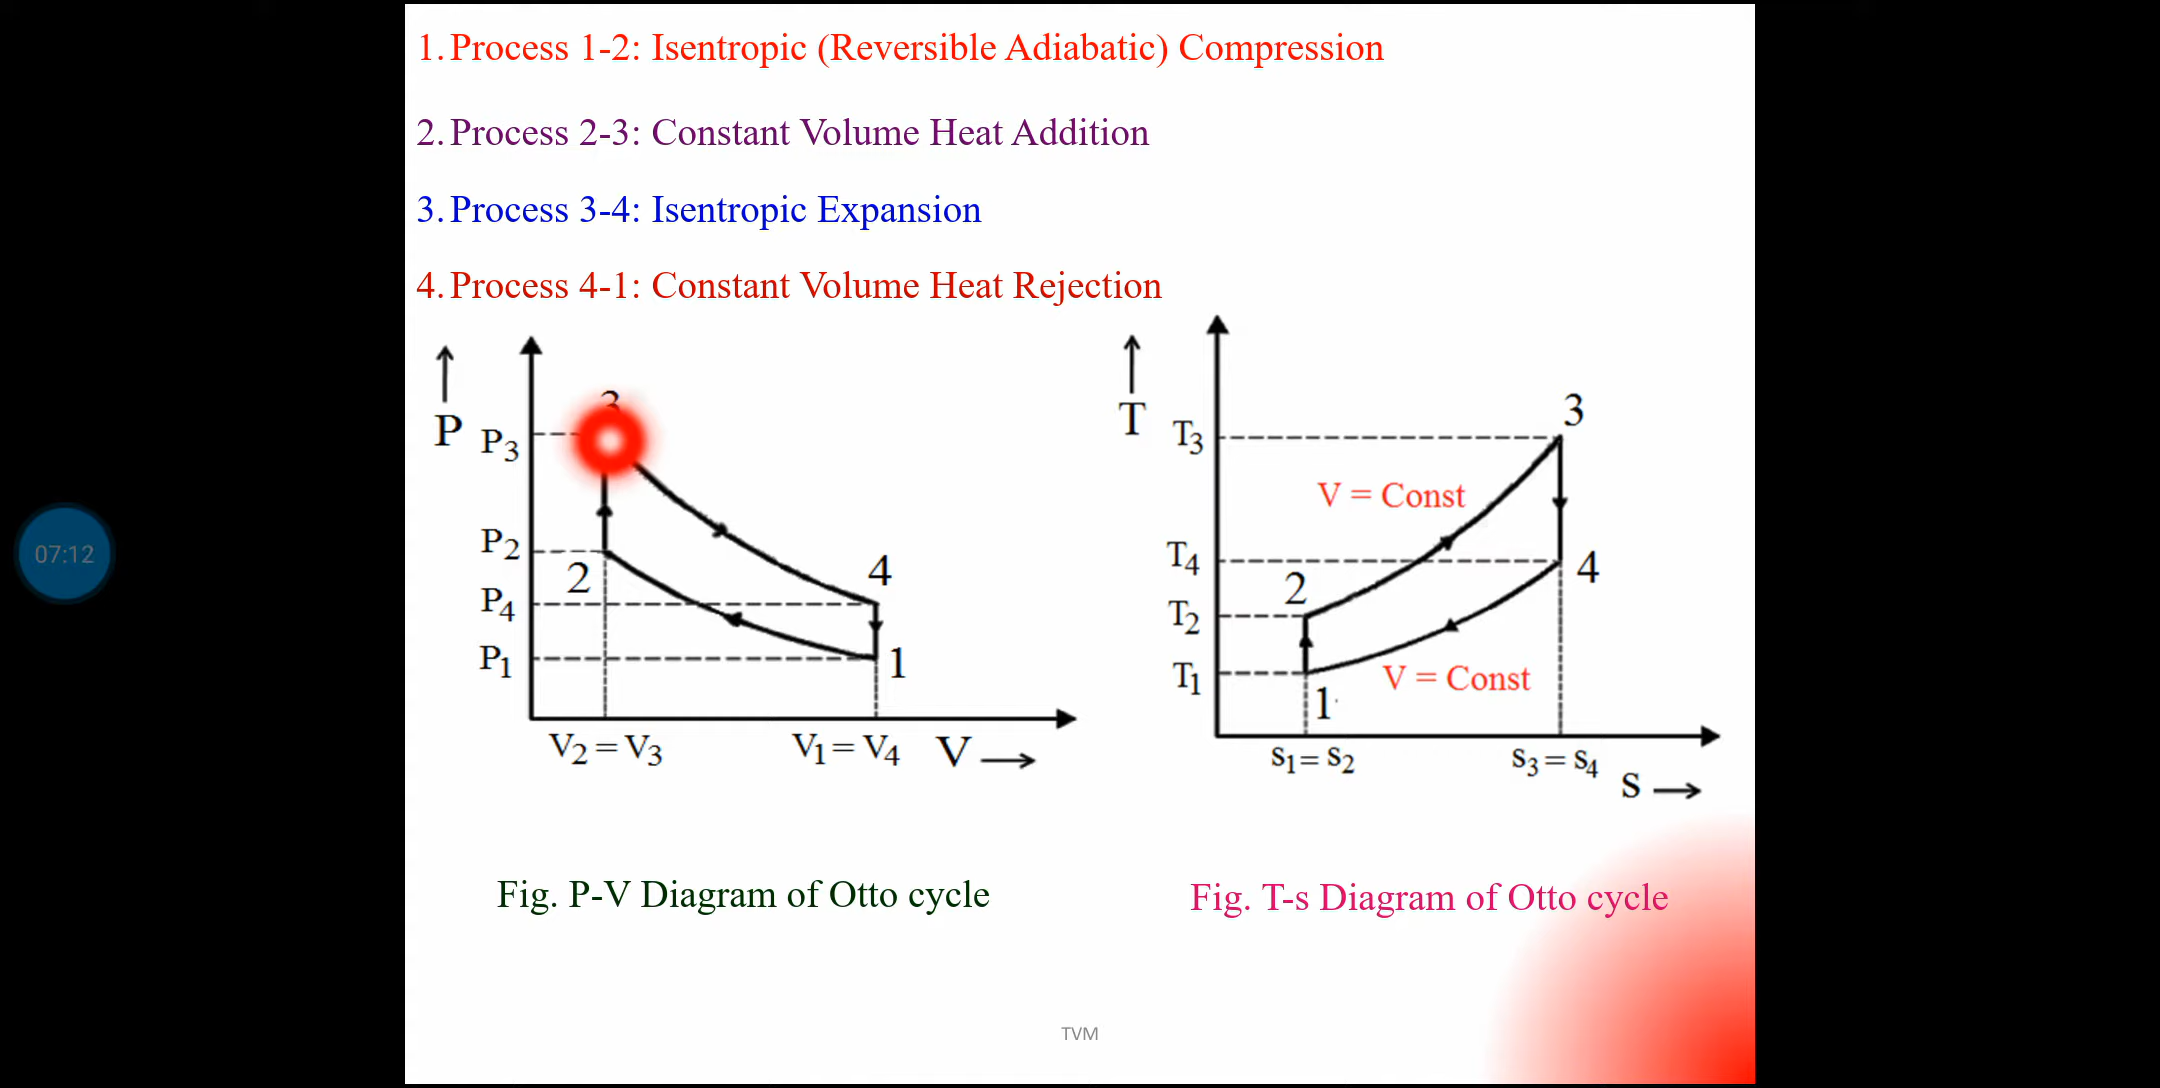 1. Process 1-2: Isentropic (Reversible Adiabatic) Compression
2. Process 2-3: Constant Volume Heat Addition
3. Process 3-4: Isentropic Expansion
4. Process 4-1: Constant Volume Heat Rejection
P
P3
3
P2
2
P4
4
P1
1
V2 = V3
V1 = V4
V
T
T3
3
V = Const
T4
4
2
T2
T1
V = Const
1
s1 = s2
s3 = s4
s
07:12
Fig. P-V Diagram of Otto cycle
Fig. T-s Diagram of Otto cycle
TVM